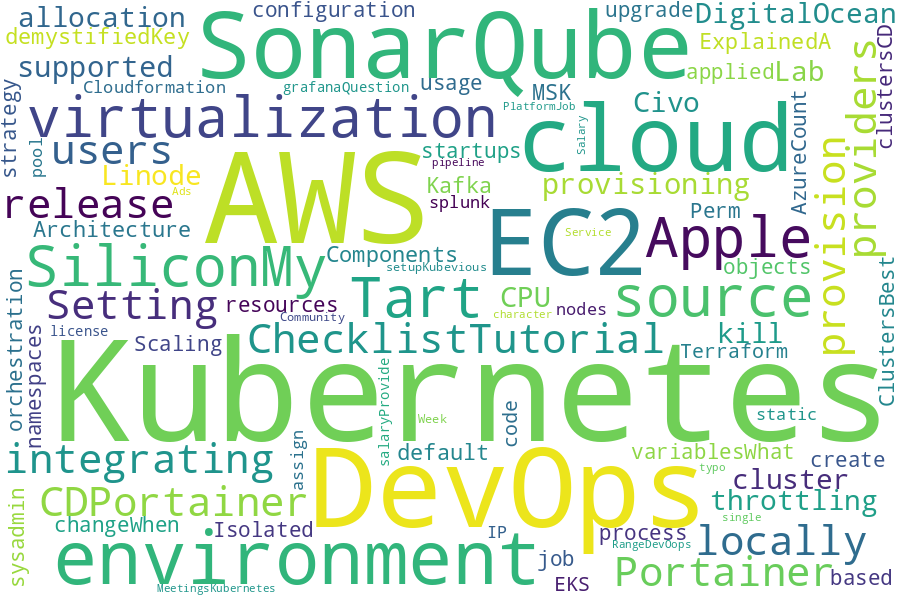 allocation
configuration
upgrade
DigitalOcean
demystifiedKey
SonarQube
ExplainedA
supported
Cloudformation
grafanaQuestion
usage
MSK
appliedLab
providers
clustersCD
strategy
virtualization
PlatformJob
Civo
cloud
AzureCount
pool
users
Linode
Ads
AWS
startups
pipeline
Salary
Kafka
provisioning
provision
release
splunk
Architecture
EC2
Service
Perm
Apple
SiliconMy
Components
setupKubevious
objects
Setting
resources
Tart
CPU
nodes
source
Community
character
orchestration
namespaces
license
Scaling
ChecklistTutorial
kill
Terraform
ClustersBest
Kubernetes
salaryProvide
Week
code
static
integrating
assign
default
DevOps
variablesWhat
typo
create
cluster
sysadmin
CDPortainer
throttling
changeWhen
Isolated
IP
process
single
environment
job
RangeDevOops
locally
MeetingsKubernetes
EKS
Portainer
based